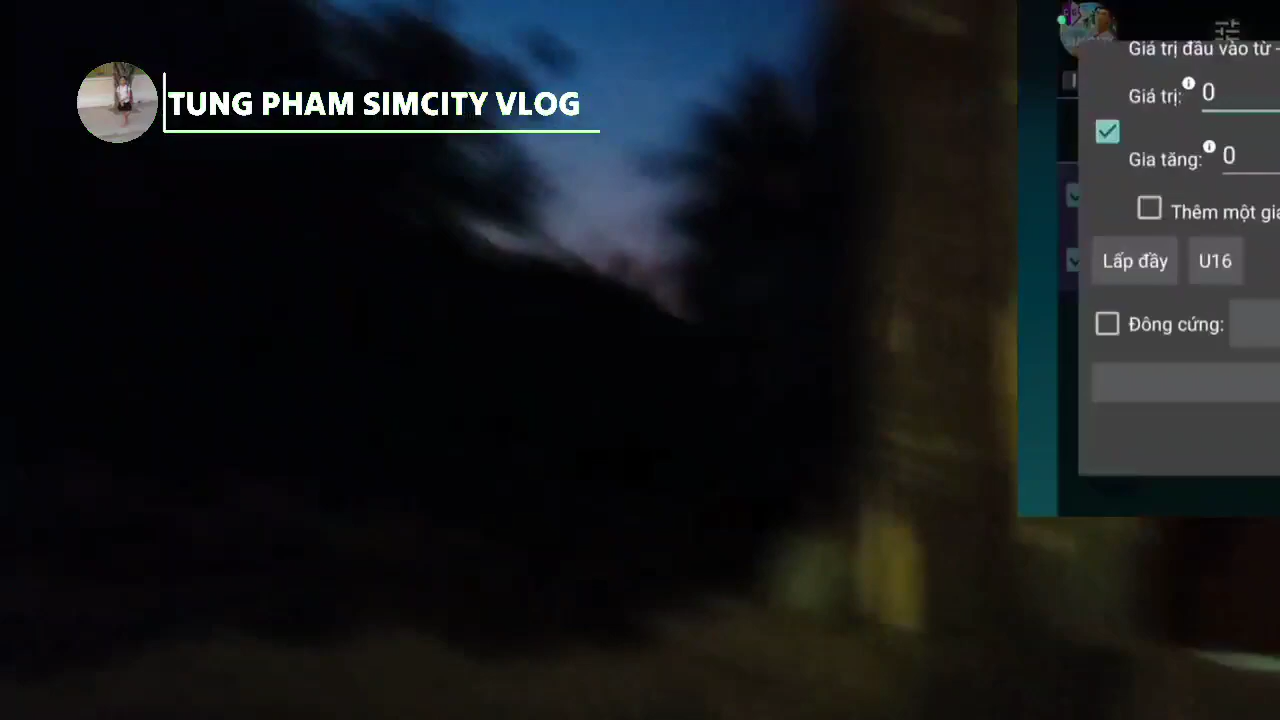 TUNG PHAM SIMCITY VLOG
Giá trị đầu vào từ -
Giá trị: 0
Gia tăng: 0
Thêm một gia
Lấp đầy U16
Đông cứng: